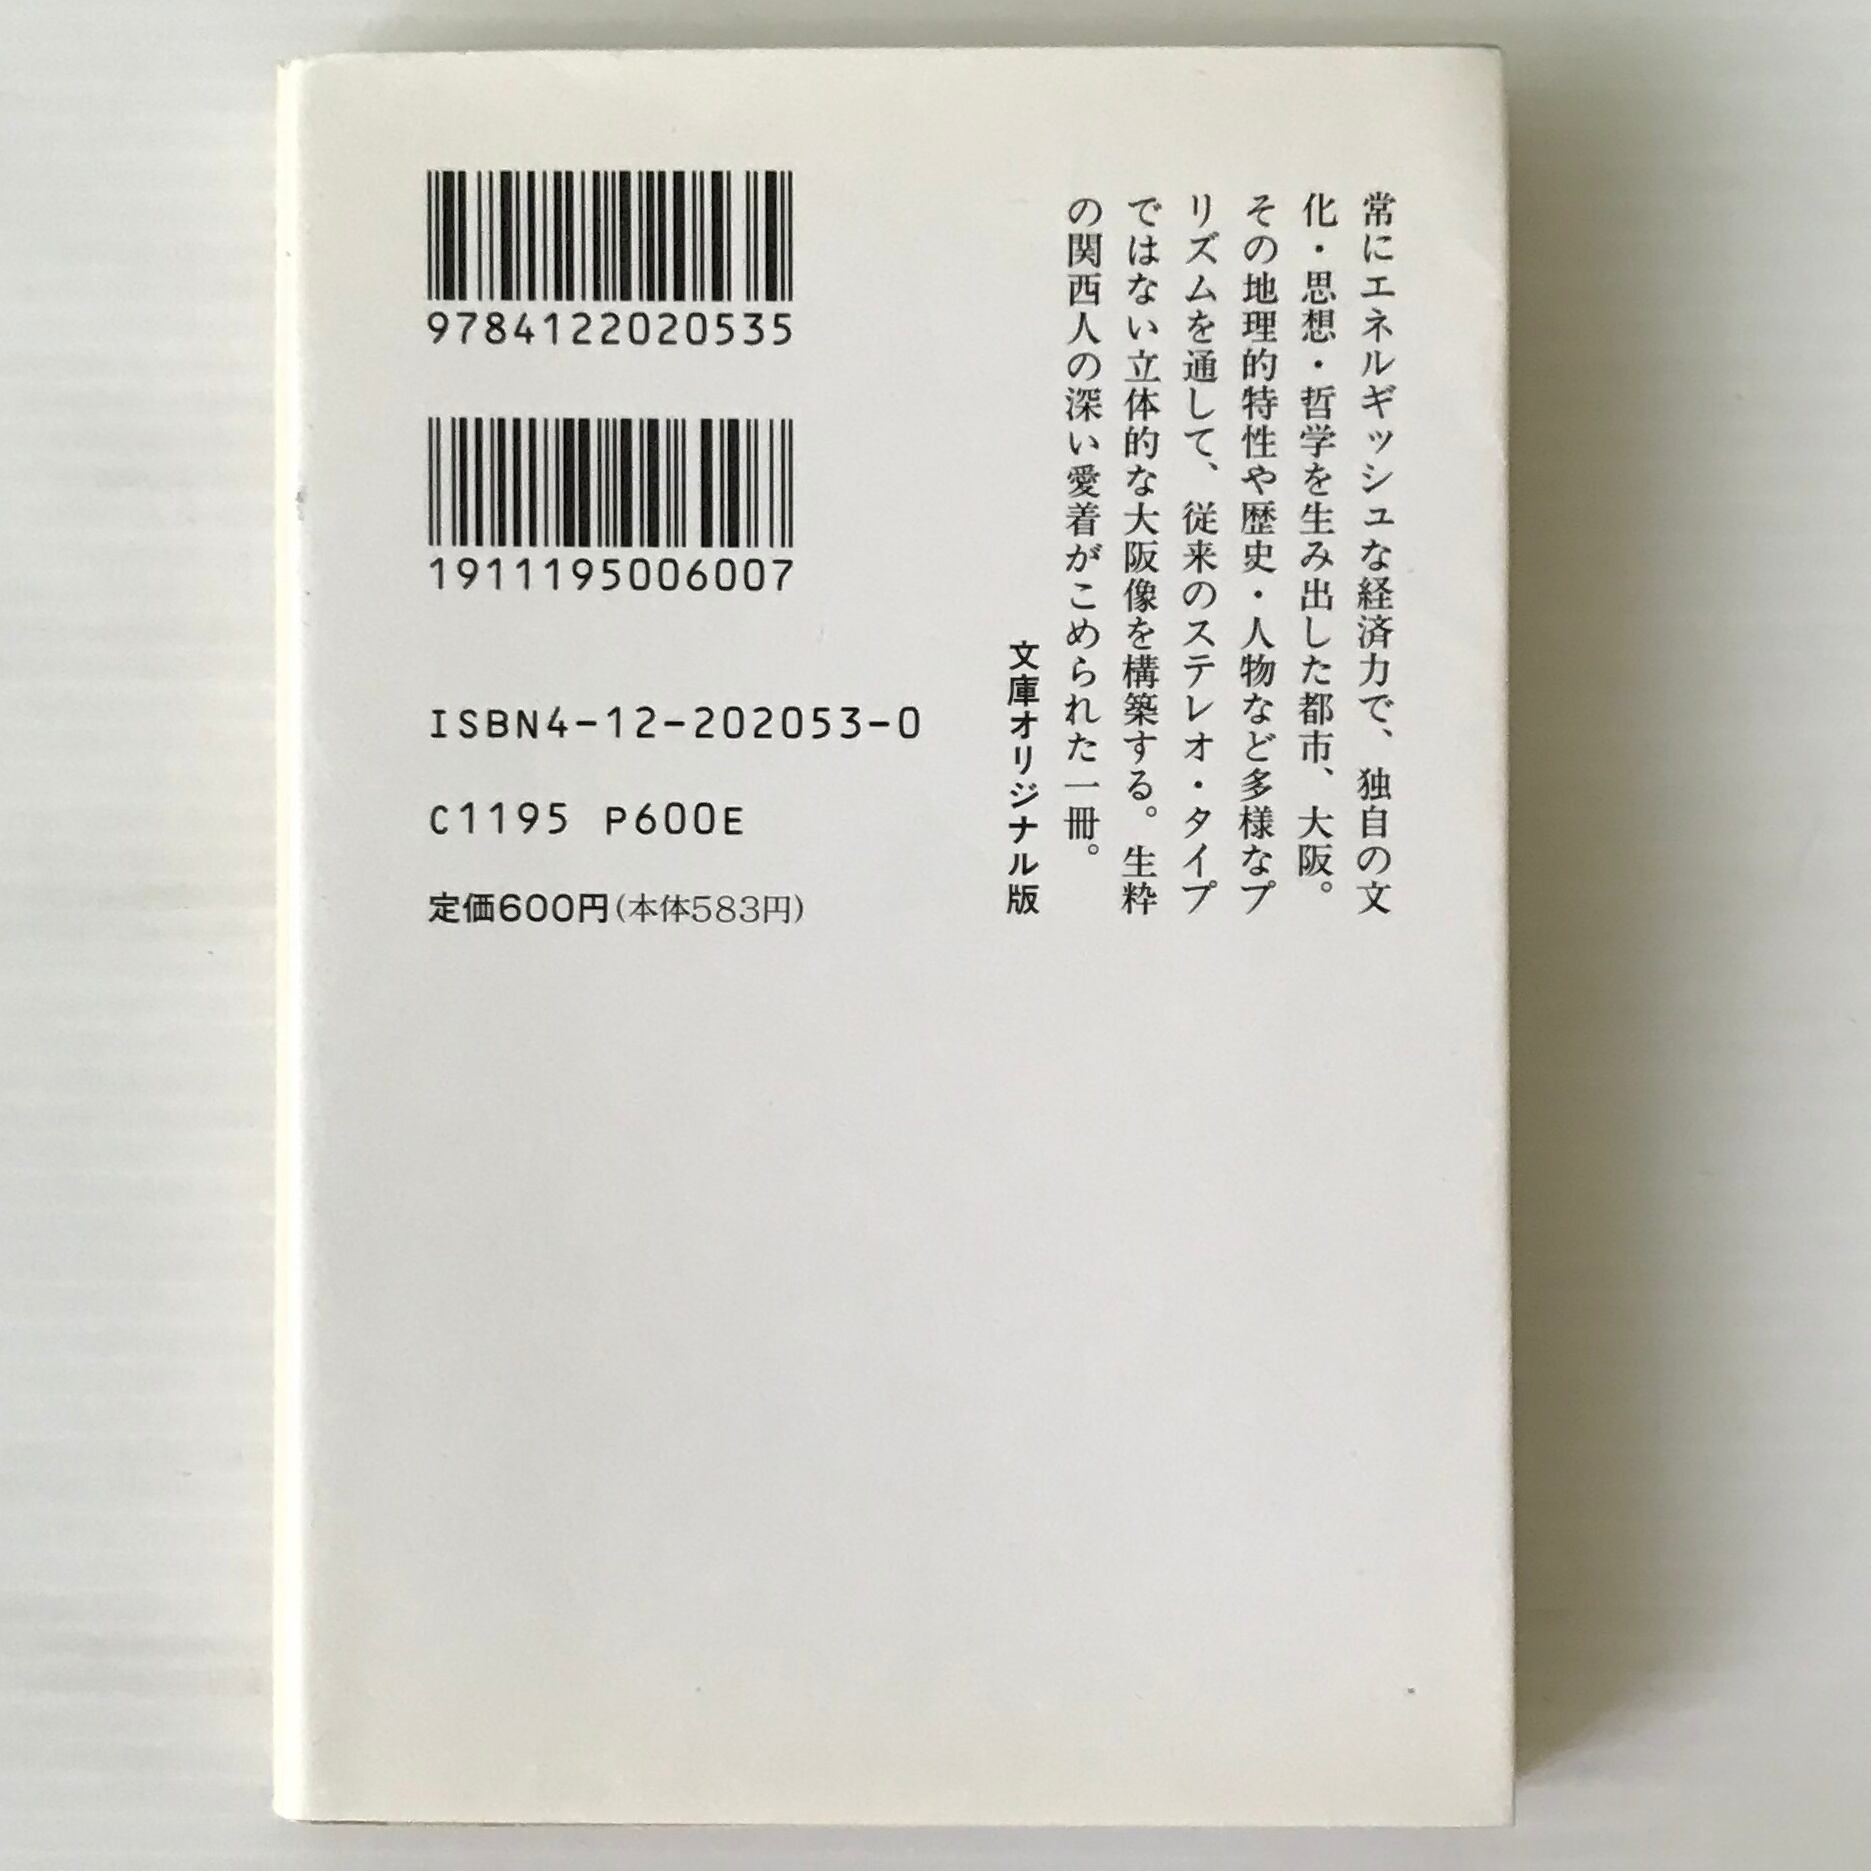 常にエネルギッシュな経済力で、独自の文
化・思想・哲学を生み出した都市、大阪。
その地理的特性や歴史・人物など多様なプ
リズムを通して、従来のステレオ・タイプ
ではない立体的な大阪像を構築する。生粋
の関西人の深い愛着がこめられた一冊。
文庫オリジナル版
9784122020535
1911195006007
ISBN4-12-202053-0
C1195 P600E
定価600円(本体583円)